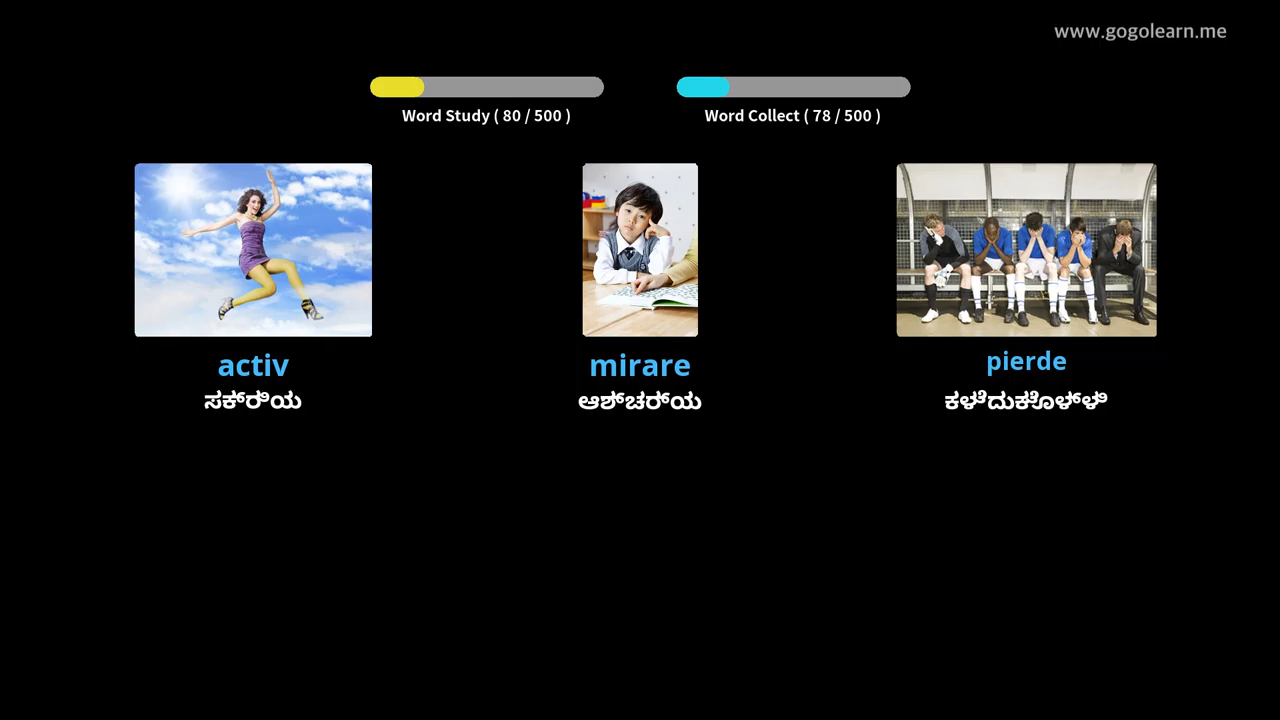 www.gogolearn.me
Word Study ( 80 / 500 )
Word Collect ( 78 / 500 )
activ
mirare
pierde
ಸಕ್ರಿಯ
ಆಶ್ಚರ್ಯ
ಕಳೆದುಕೊಳ್ಳಿ